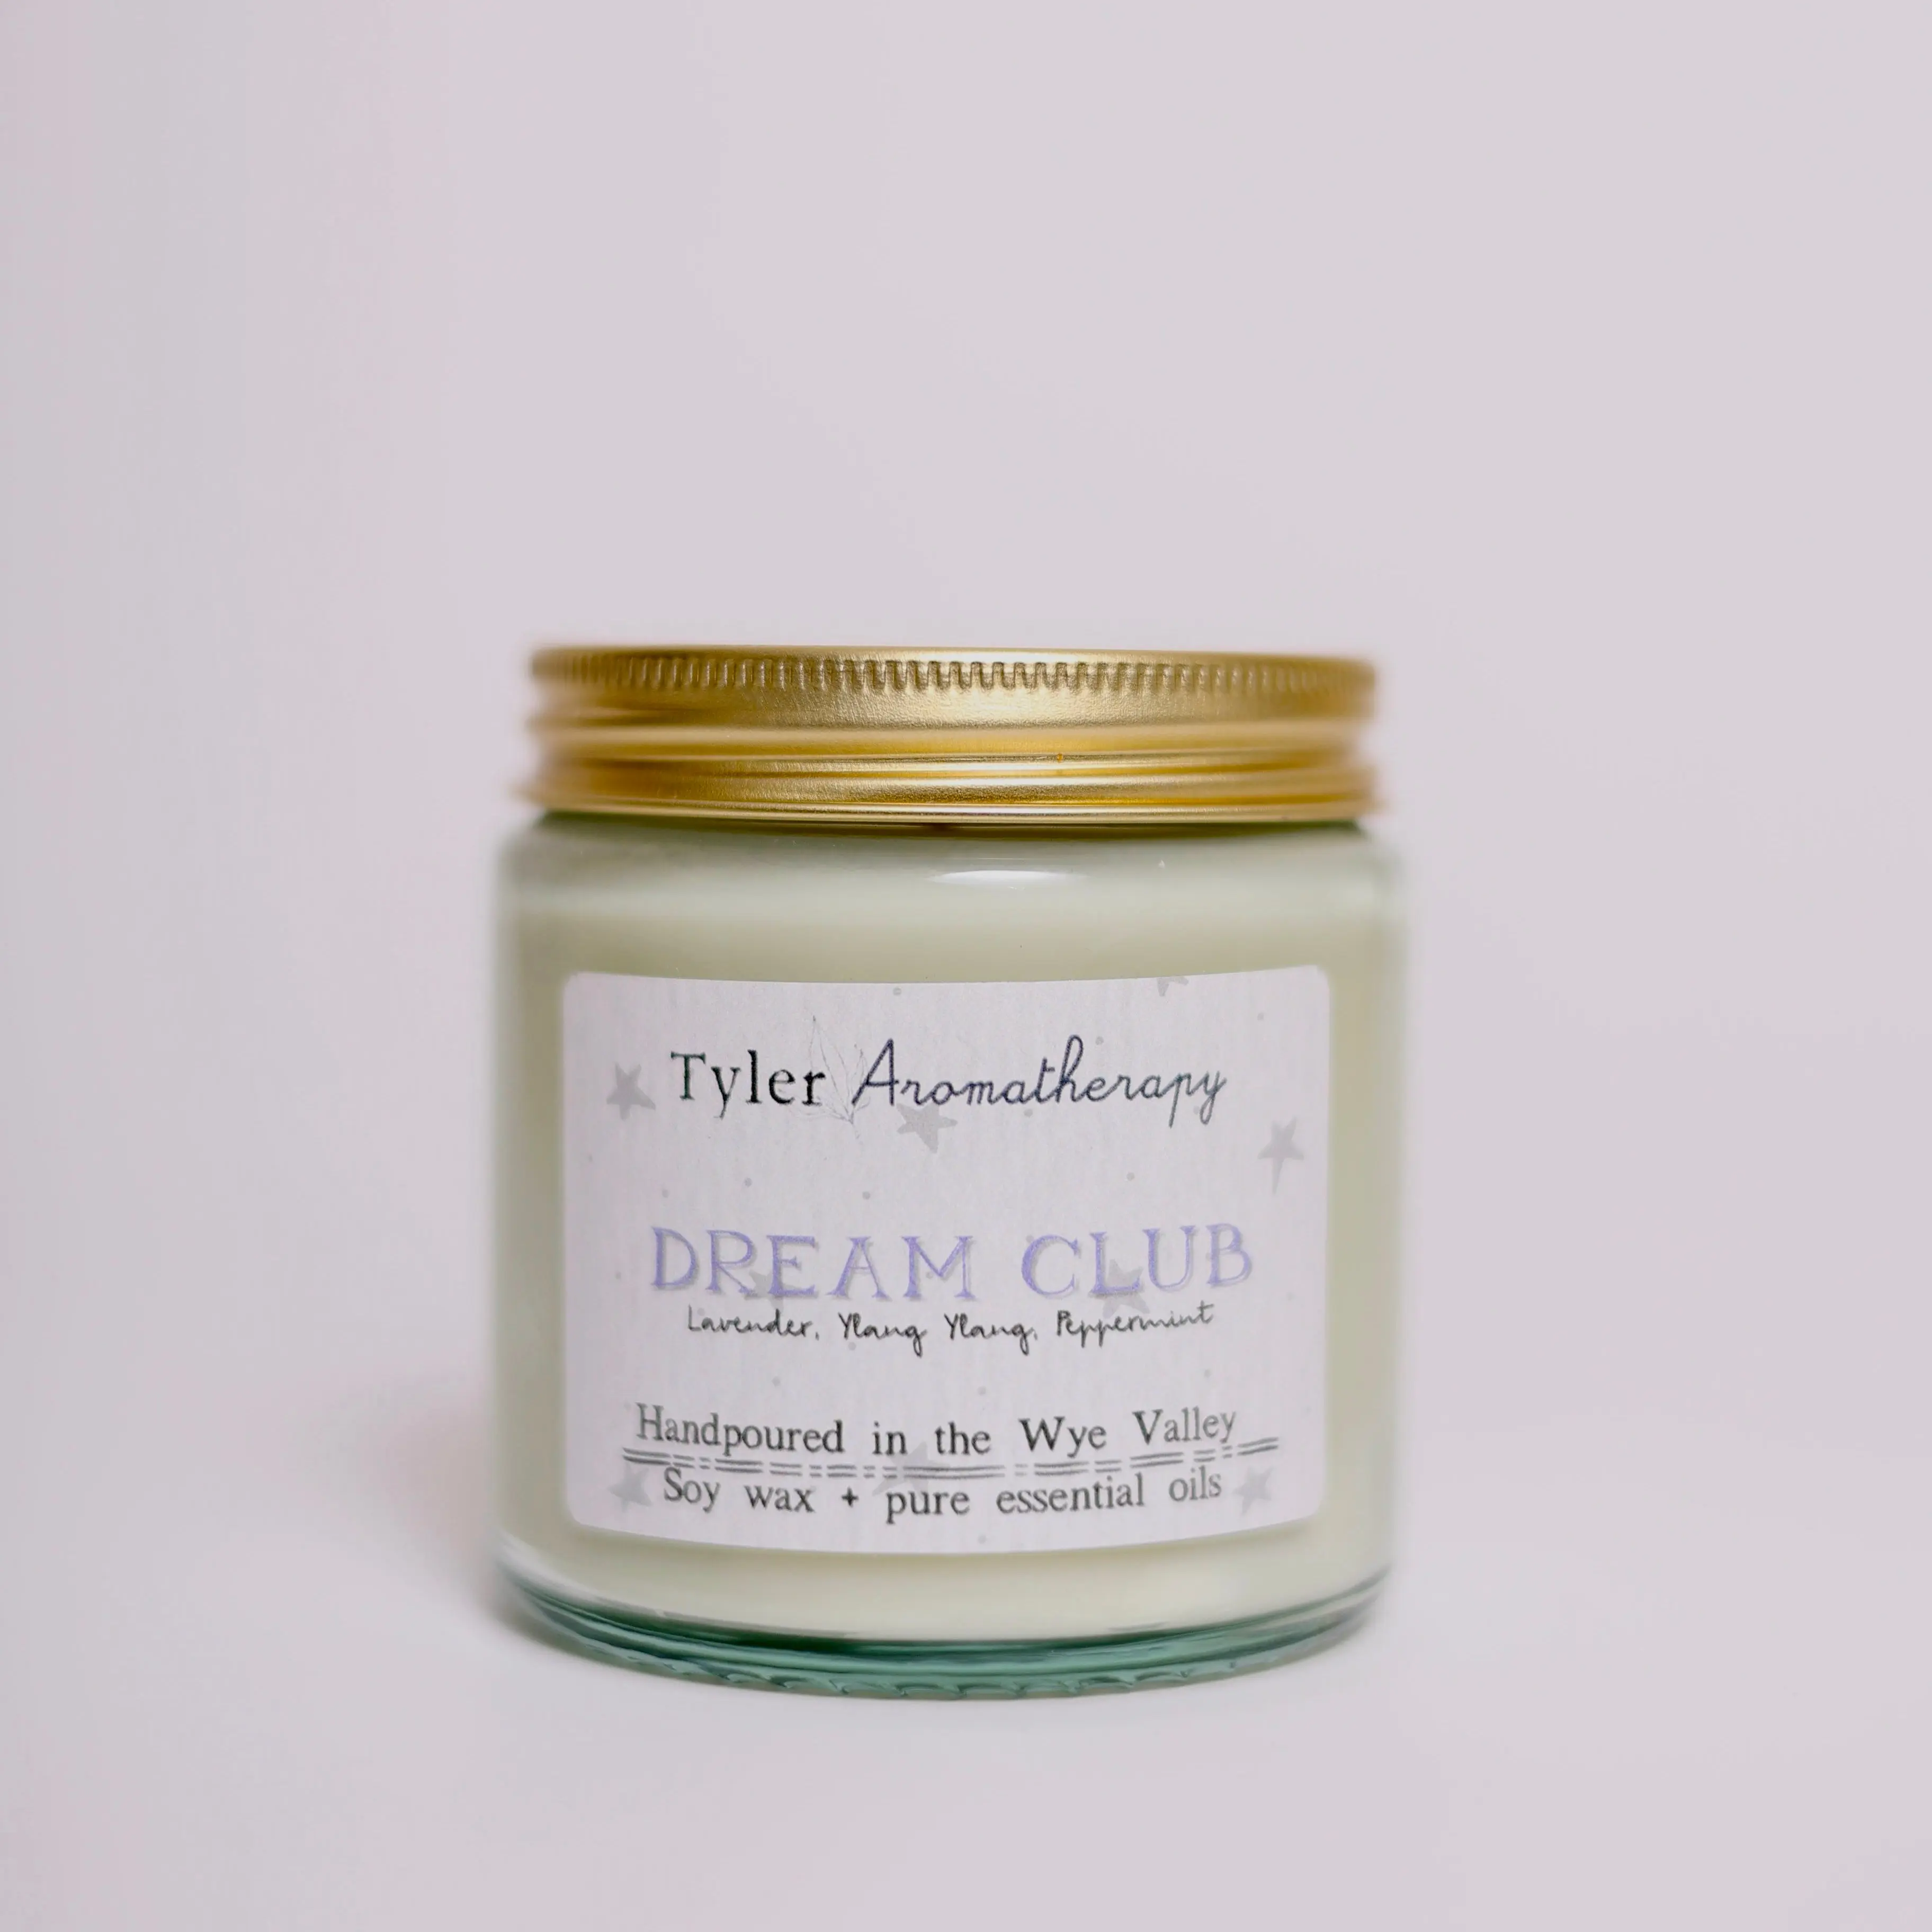 Tyler Aromatherapy
DREAM CLUB
Lavender, Ylang Ylang, Peppermint
Handpoured in the Wye Valley
Soy wax + pure essential oils